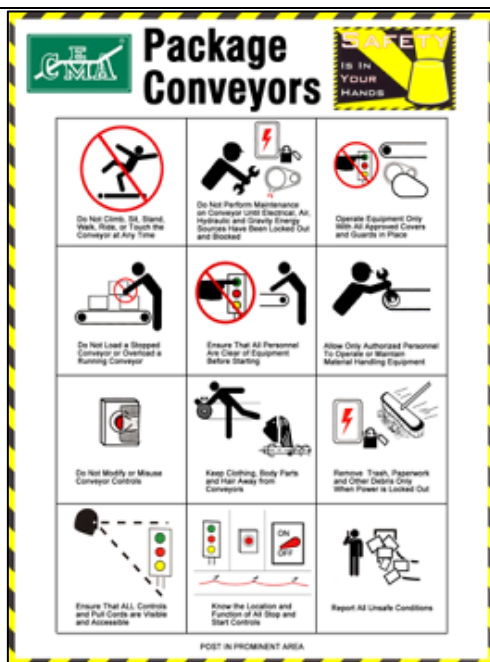 CEMA
Package
Conveyors
SAFETY
IS IN
YOUR
HANDS
Do Not Climb, Sit, Stand,
Walk, Ride, or Touch the
Conveyor at Any Time
Do Not Perform Maintenance
on Conveyor Until Electrical, Air,
Hydraulic and Gravity Energy
Sources Have Been Locked Out
and Blocked
Operate Equipment Only
With All Approved Covers
and Guards in Place
Do Not Load a Stopped
Conveyor or Overload a
Running Conveyor
Ensure That All Personnel
Are Clear of Equipment
Before Starting
Allow Only Authorized Personnel
To Operate or Maintain
Material Handling Equipment
Do Not Modify or Misuse
Conveyor Controls
Keep Clothing, Body Parts
and Hair Away from
Conveyors
Remove Trash, Paperwork
and Other Debris Only
When Power is Locked Out
Ensure That ALL Controls
and Pull Cords are Visible
and Accessible
ON
OFF
Know the Location and
Function of All Stop and
Start Controls
Report All Unsafe Conditions
POST IN PROMINENT AREA